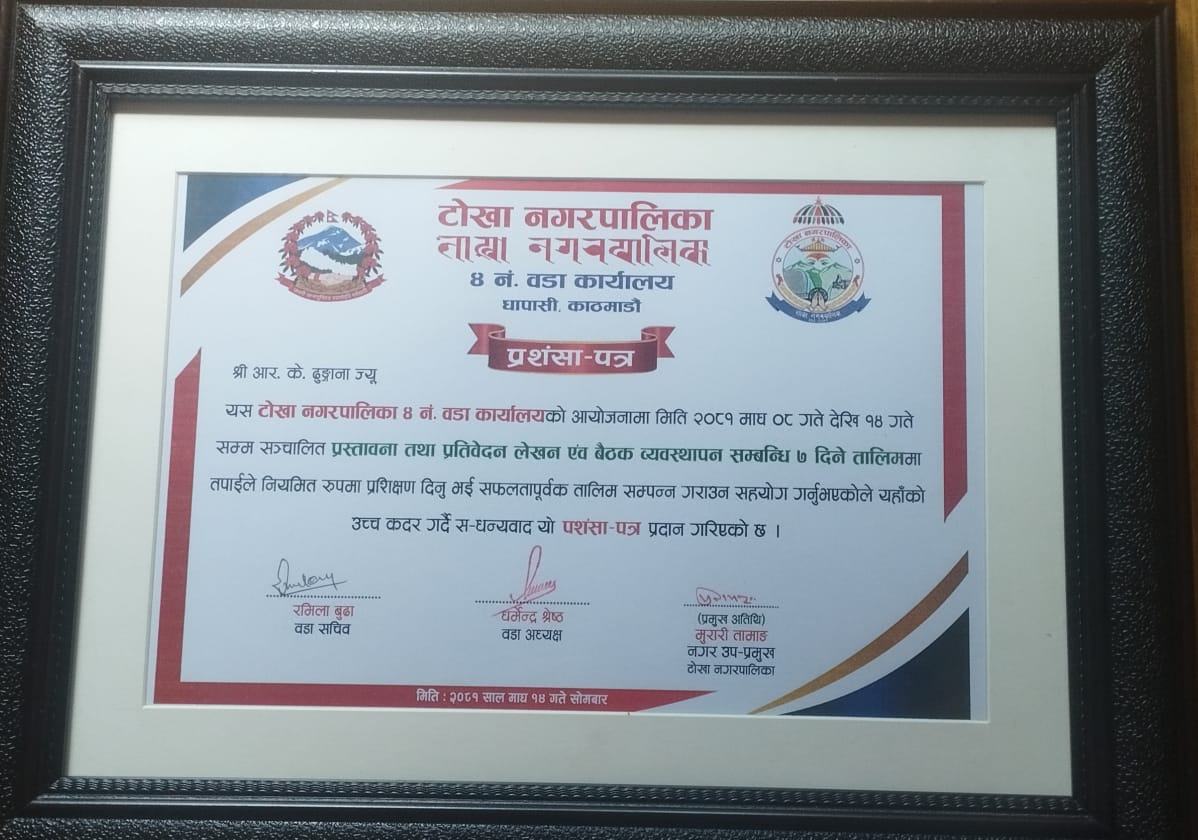 टोखा नगरपालिका
४ नं. वडा कार्यालय
धापासी, काठमाडौं
टोखा नगरपालिका
प्रशंसा-पत्र
श्री आर. के. ढुङ्गाना ज्यू
यस टोखा नगरपालिका ४ नं. वडा कार्यालयको आयोजनामा मिति २०८१ माघ ०८ गते देखि १४ गते
सम्म सञ्चालित प्रस्तावना तथा प्रतिवेदन लेखन एंव बैठक व्यवस्थापन सम्बन्धि ७ दिने तालिममा
तपाईले नियमित रुपमा प्रशिक्षण दिनु भई सफलतापूर्वक तालिम सम्पन्न गराउन सहयोग गर्नुभएकोले यहाँको
उच्च कदर गर्दै स-धन्यवाद यो पशंसा-पत्र प्रदान गरिएको छ ।
रमिला बुढा
वडा सचिव
धर्मेन्द्र श्रेष्ठ
वडा अध्यक्ष
(प्रमुख अतिथि)
मुरारी तामाङ
नगर उप-प्रमुख
टोखा नगरपालिका
मिति : २०८१ साल माघ १४ गते सोमबार